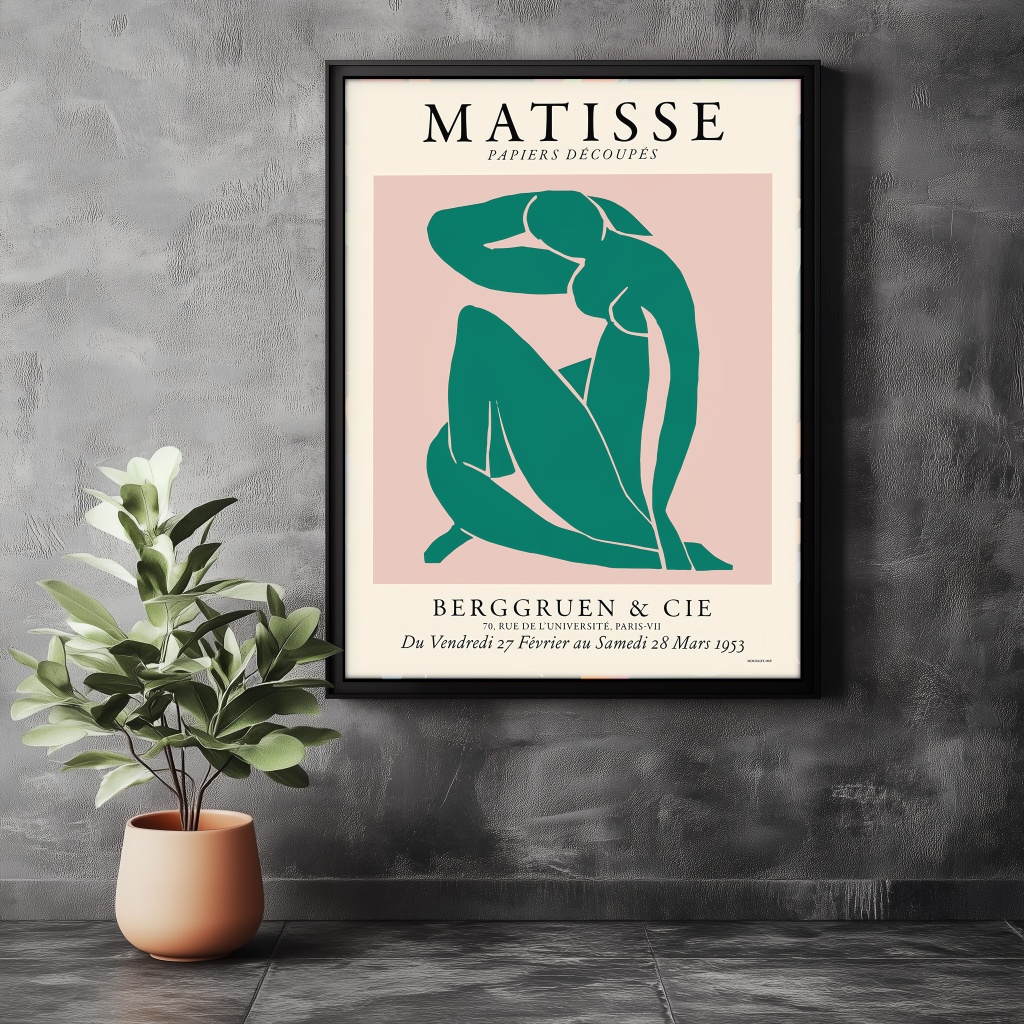 MATISSE
PAPIERS DÉCOUPÉS
BERGGRUEN & CIE
70, RUE DE L'UNIVERSITÉ, PARIS-VII
Du Vendredi 27 Février au Samedi 28 Mars 1953